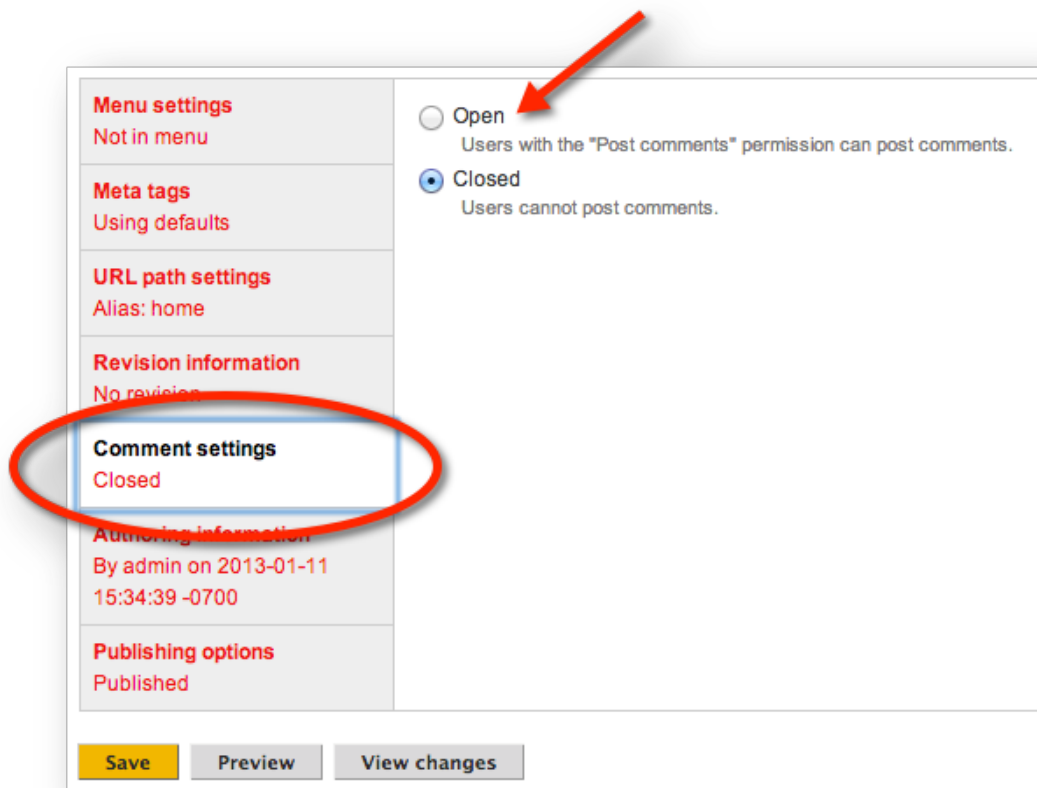 Menu settings
Not in menu
Meta tags
Using defaults
URL path settings
Alias: home
Revision information
No revision
Comment settings
Closed
Authoring information
By admin on 2013-01-11
15:34:39 -0700
Publishing options
Published
Open
Users with the "Post comments" permission can post comments.
Closed
Users cannot post comments.
Save
Preview
View changes